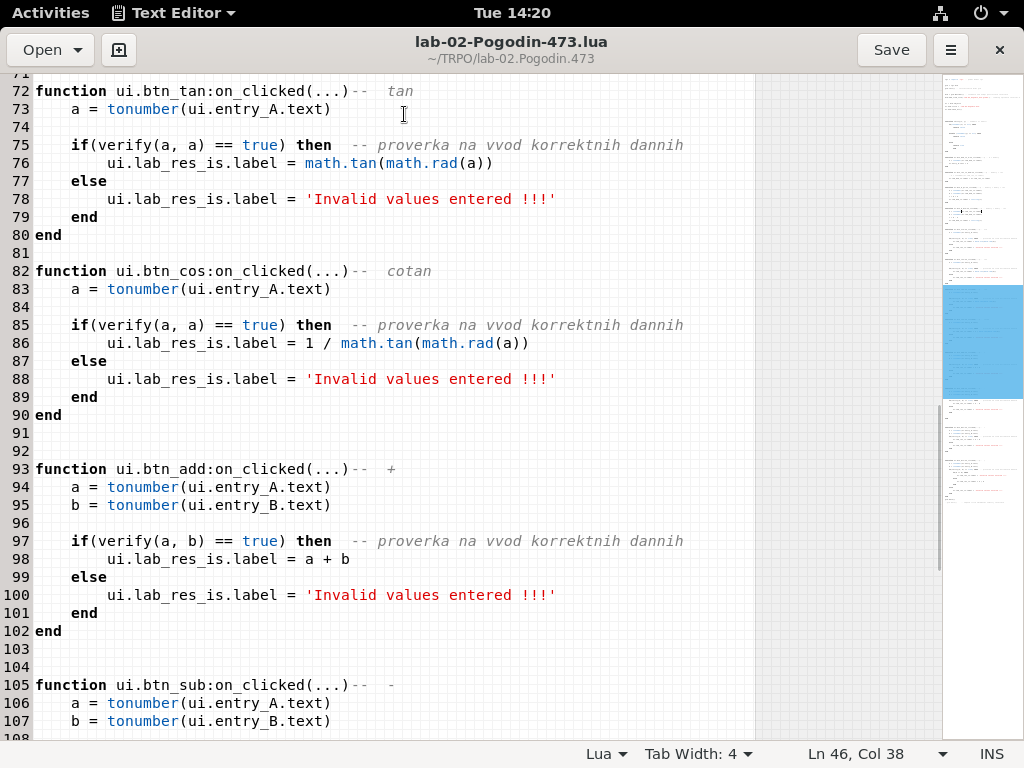 Activities Text Editor Tue 14:20
Open lab-02-Pogodin-473.lua Save
~/TRPO/lab-02.Pogodin.473
71
72 function ui.btn_tan:on_clicked(...)--  tan
73     a = tonumber(ui.entry_A.text)
74
75     if(verify(a, a) == true) then  -- proverka na vvod korrektnih dannih
76         ui.lab_res_is.label = math.tan(math.rad(a))
77     else
78         ui.lab_res_is.label = 'Invalid values entered !!!'
79     end
80 end
81
82 function ui.btn_cos:on_clicked(...)--  cotan
83     a = tonumber(ui.entry_A.text)
84
85     if(verify(a, a) == true) then  -- proverka na vvod korrektnih dannih
86         ui.lab_res_is.label = 1 / math.tan(math.rad(a))
87     else
88         ui.lab_res_is.label = 'Invalid values entered !!!'
89     end
90 end
91
92
93 function ui.btn_add:on_clicked(...)--  +
94     a = tonumber(ui.entry_A.text)
95     b = tonumber(ui.entry_B.text)
96
97     if(verify(a, b) == true) then  -- proverka na vvod korrektnih dannih
98         ui.lab_res_is.label = a + b
99     else
100         ui.lab_res_is.label = 'Invalid values entered !!!'
101     end
102 end
103
104
105 function ui.btn_sub:on_clicked(...)--  -
106     a = tonumber(ui.entry_A.text)
107     b = tonumber(ui.entry_B.text)
108
Lua Tab Width: 4 Ln 46, Col 38 INS